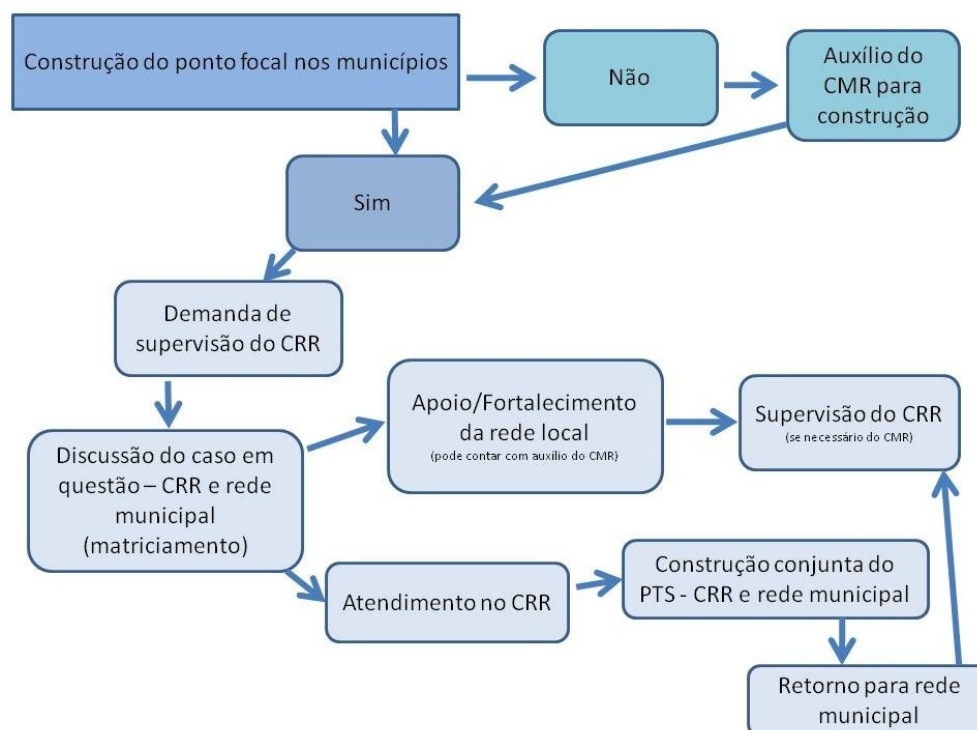 Construção do ponto focal nos municípios
Não
Auxílio do
CMR para
construção
Sim
Demanda de
supervisão do CRR
Discussão do caso em
questão – CRR e rede
municipal
(matriciamento)
Apoio/Fortalecimento
da rede local
(pode contar com auxílio do CMR)
Supervisão do CRR
(se necessário do CMR)
Atendimento no CRR
Construção conjunta do
PTS - CRR e rede municipal
Retorno para rede
municipal